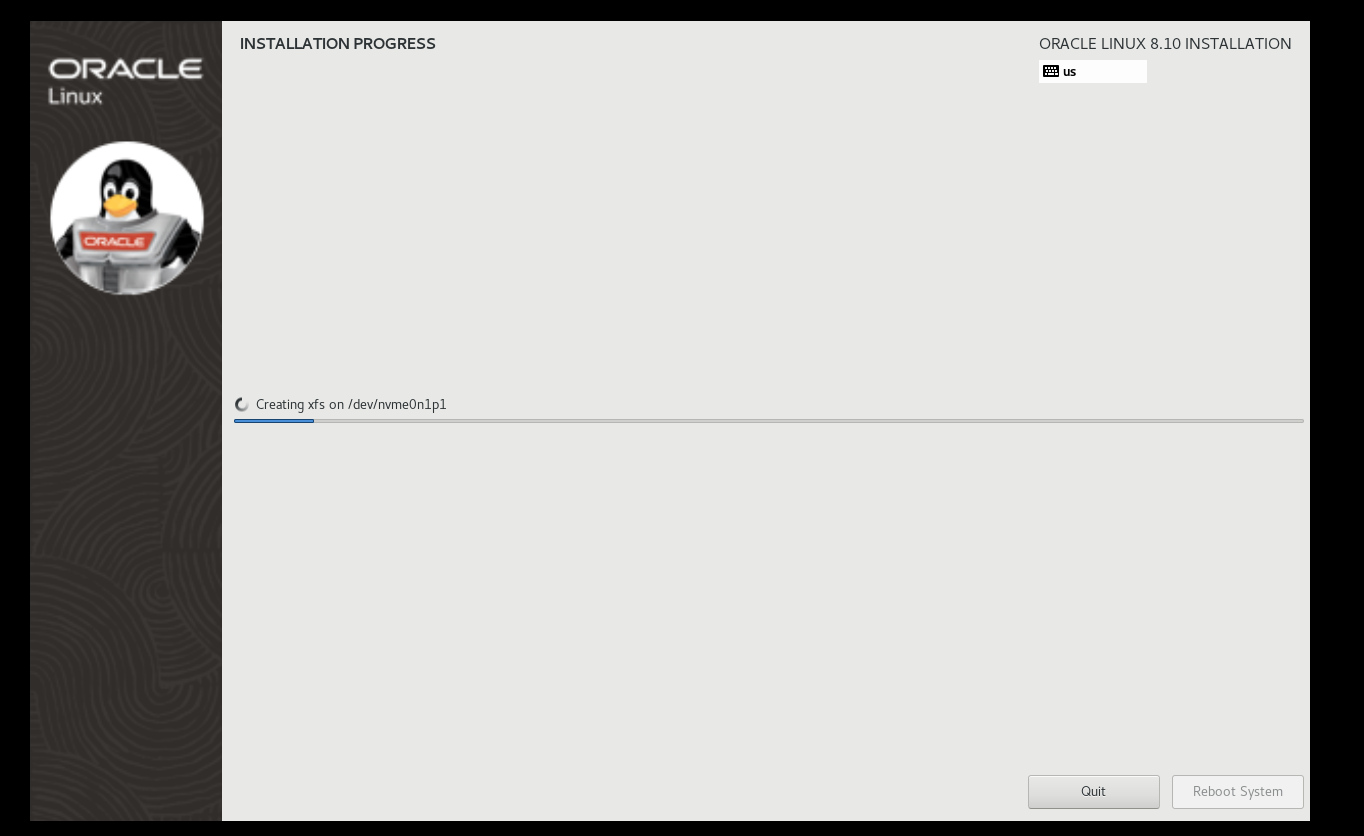 ORACLE
Linux
ORACLE
INSTALLATION PROGRESS
ORACLE LINUX 8.10 INSTALLATION
us
Creating xfs on /dev/nvme0n1p1
Quit
Reboot System